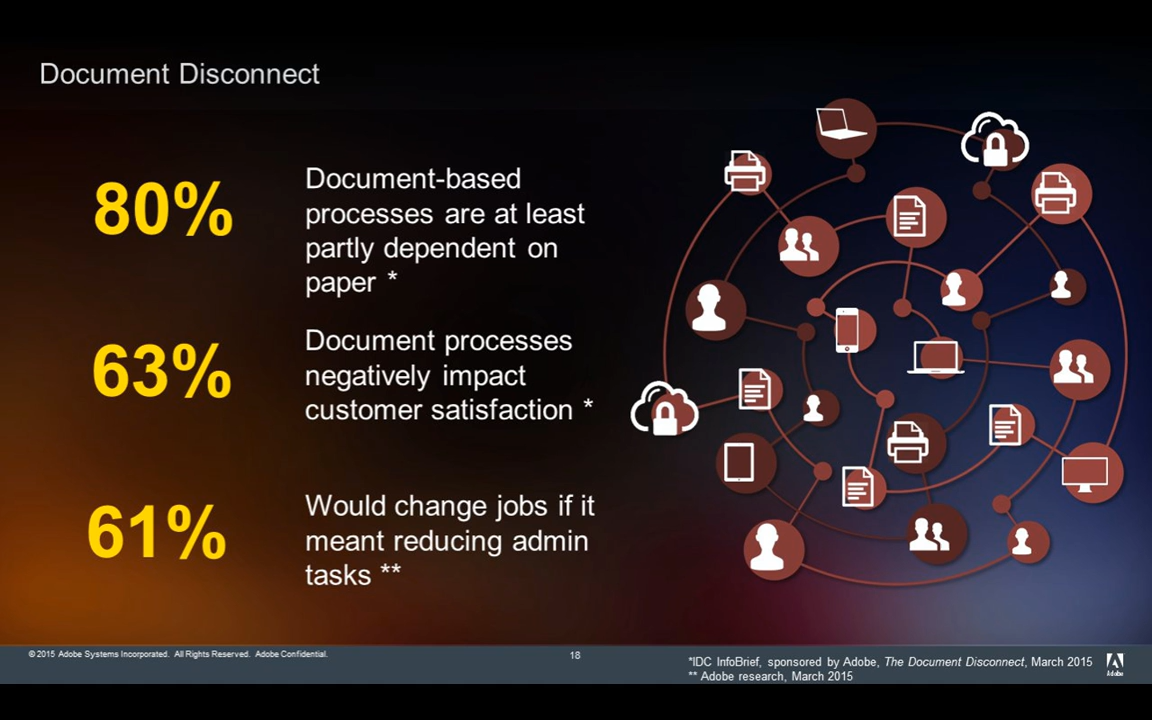 Document Disconnect
80%
Document-based
processes are at least
partly dependent on
paper *
63%
Document processes
negatively impact
customer satisfaction *
61%
Would change jobs if it
meant reducing admin
tasks **
© 2015 Adobe Systems Incorporated. All Rights Reserved. Adobe Confidential.
18
*IDC InfoBrief, sponsored by Adobe, The Document Disconnect, March 2015
** Adobe research, March 2015
Adobe